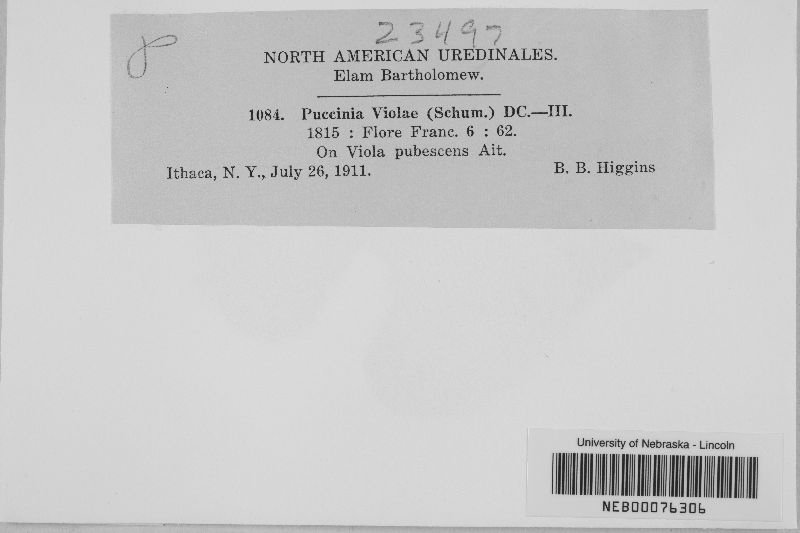 23497
NORTH AMERICAN UREDINALES.
Elam Bartholomew.
1084. Puccinia Violae (Schum.) DC.—III.
1815 : Flore Franc. 6 : 62.
On Viola pubescens Ait.
Ithaca, N. Y., July 26, 1911. B. B. Higgins
University of Nebraska - Lincoln
NEB00076306